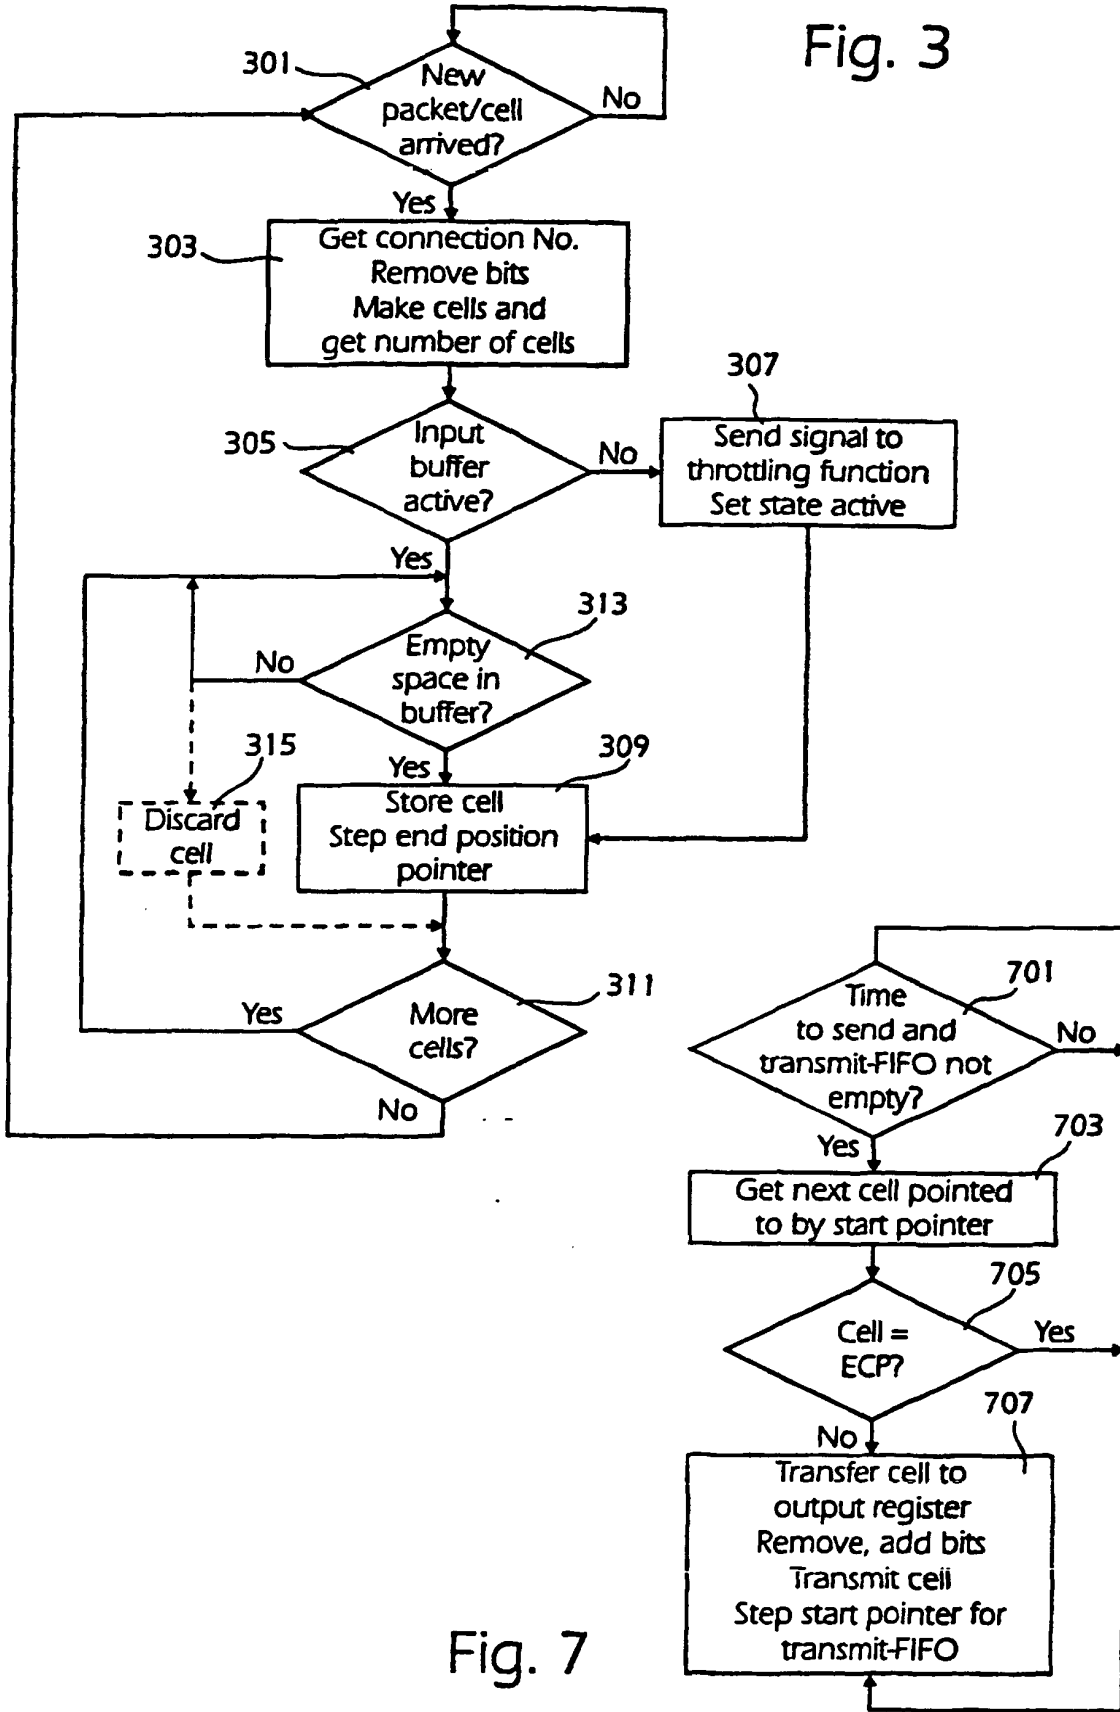 Fig. 3
301
New
packet/cell
arrived?
No
Yes
303
Get connection No.
Remove bits
Make cells and
get number of cells
305
Input
buffer
active?
No
307
Send signal to
throttling function
Set state active
Yes
313
Empty
space in
buffer?
No
Yes
315
Discard
cell
309
Store cell
Step end position
pointer
311
More
cells?
Yes
No
701
Time
to send and
transmit-FIFO not
empty?
No
Yes
703
Get next cell pointed
to by start pointer
705
Cell =
ECP?
Yes
No
707
Transfer cell to
output register
Remove, add bits
Transmit cell
Step start pointer for
transmit-FIFO
Fig. 7